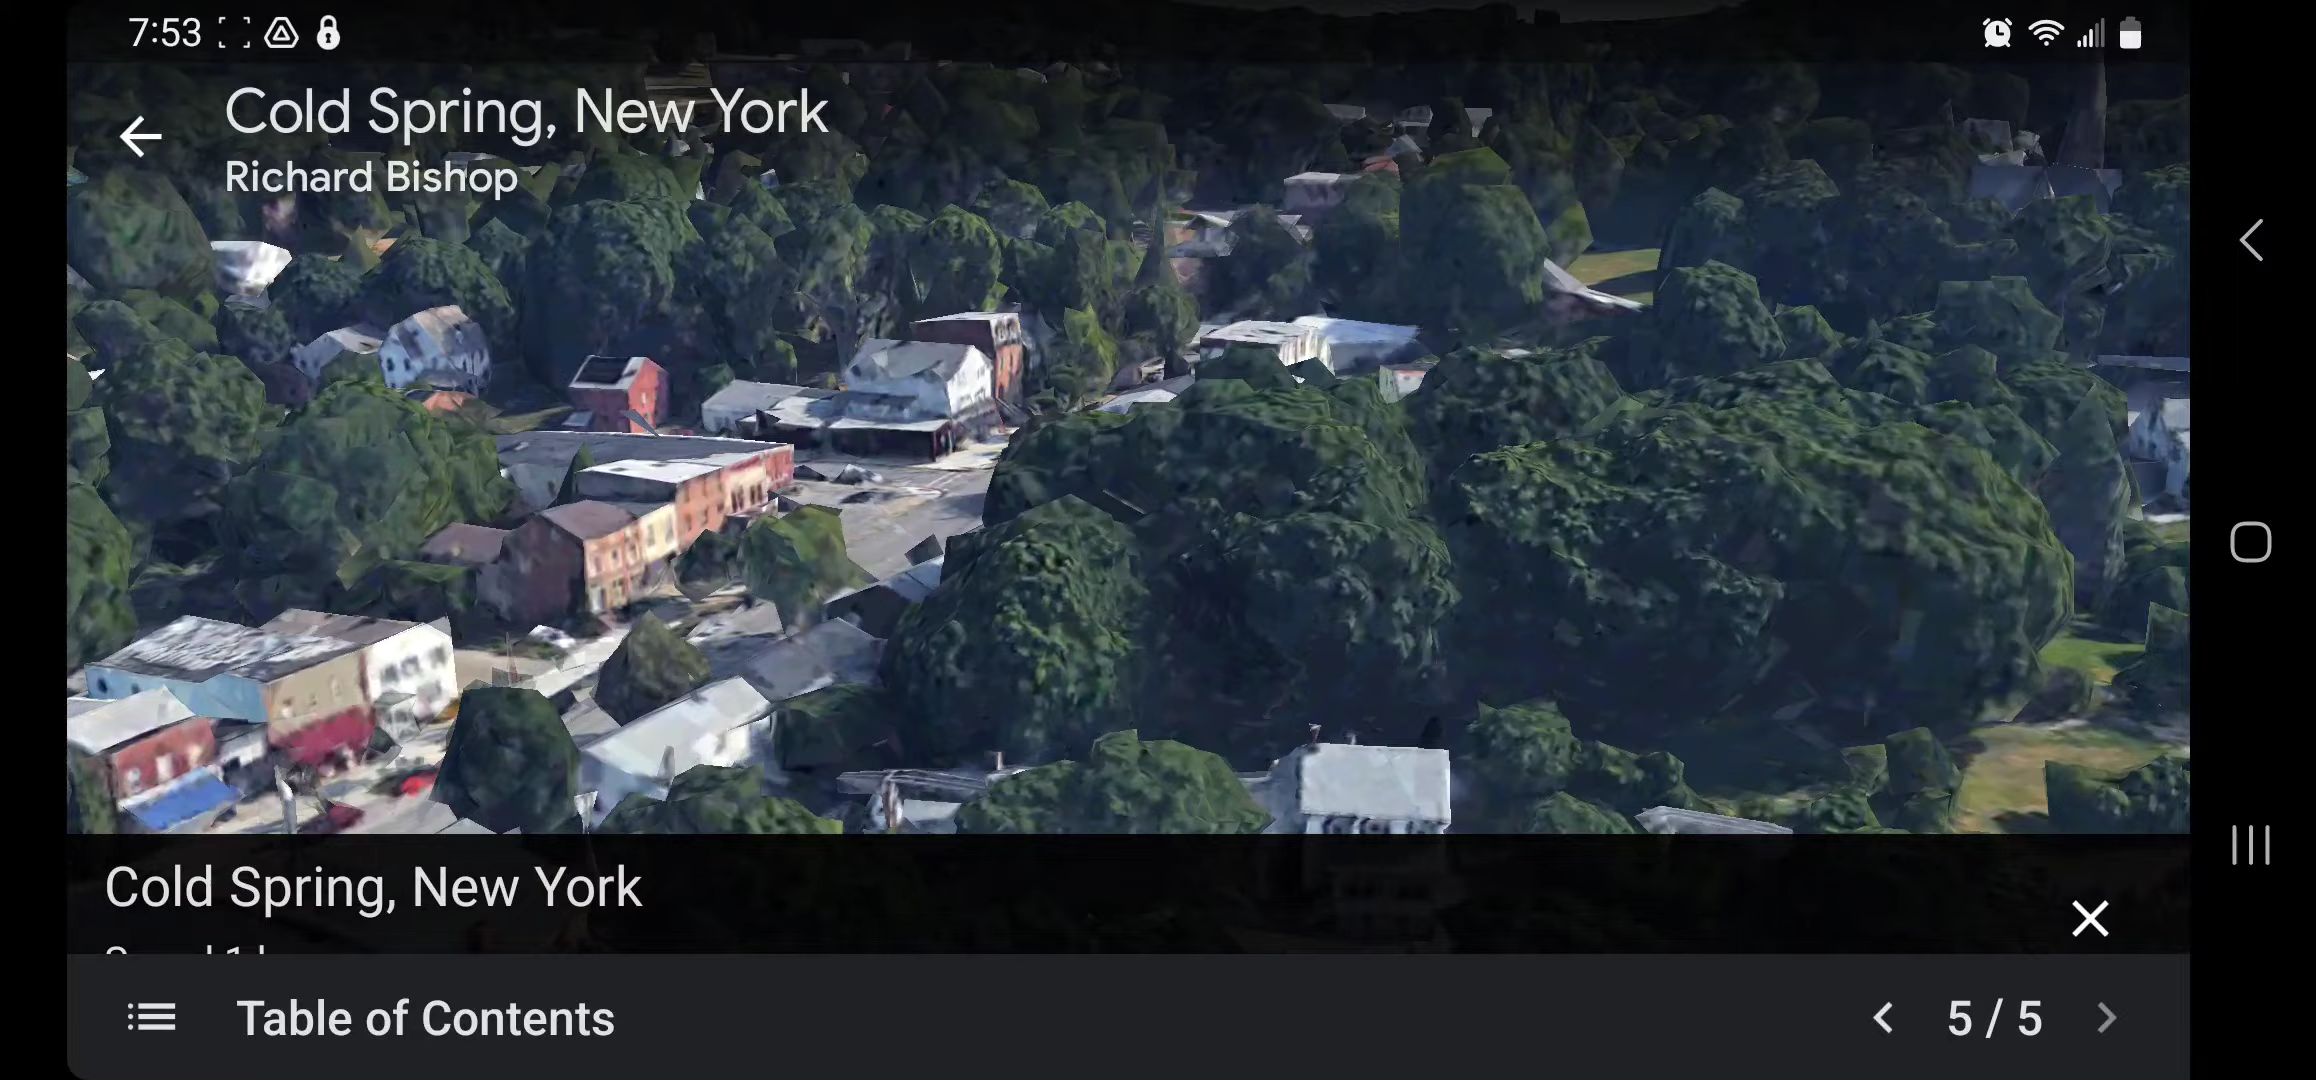 7:53
Cold Spring, New York
Richard Bishop
Cold Spring, New York
Table of Contents
5 / 5